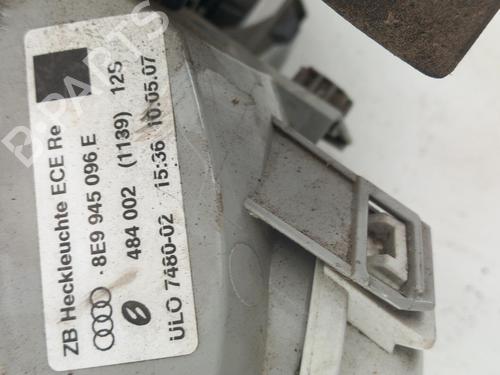 ZB Heckleuchte ECE Re
8E9 945 096 E
484 002 (1139) 12S
ULO 7480-02 15:36 10.05.07
B-PARTS